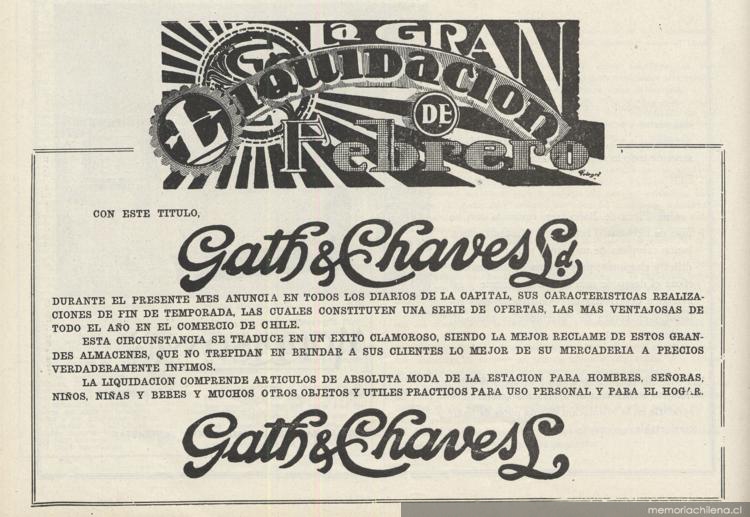 La GRAN
LIQUIDacION
DE
Febrero
CON ESTE TITULO,
Gath & Chaves Ld.
DURANTE EL PRESENTE MES ANUNCIA EN TODOS LOS DIARIOS DE LA CAPITAL, SUS CARACTERISTICAS REALIZA-
CIONES DE FIN DE TEMPORADA, LAS CUALES CONSTITUYEN UNA SERIE DE OFERTAS, LAS MAS VENTAJOSAS DE
TODO EL AÑO EN EL COMERCIO DE CHILE.
ESTA CIRCUNSTANCIA SE TRADUCE EN UN EXITO CLAMOROSO, SIENDO LA MEJOR RECLAME DE ESTOS GRAN-
DES ALMACENES, QUE NO TREPIDAN EN BRINDAR A SUS CLIENTES LO MEJOR DE SU MERCADERIA A PRECIOS
VERDADERAMENTE INFIMOS.
LA LIQUIDACION COMPRENDE ARTICULOS DE ABSOLUTA MODA DE LA ESTACION PARA HOMBRES, SEÑORAS,
NIÑOS, NIÑAS Y BEBES Y MUCHOS OTROS OBJETOS Y UTILES PRACTICOS PARA USO PERSONAL Y PARA EL HOGAR.
Gath & Chaves L.
memoriachilena.cl